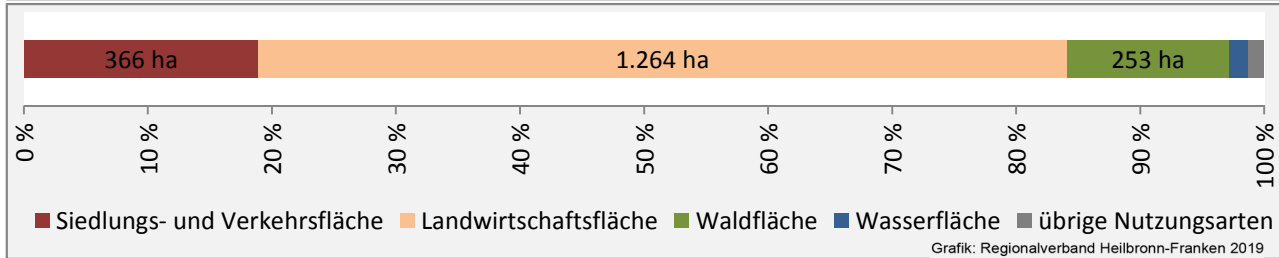 366 ha 1.264 ha 253 ha
0 % 10 % 20 % 30 % 40 % 50 % 60 % 70 % 80 % 90 % 100 %
Siedlungs- und Verkehrsfläche Landwirtschaftsfläche Waldfläche Wasserfläche übrige Nutzungsarten
Grafik: Regionalverband Heilbronn-Franken 2019